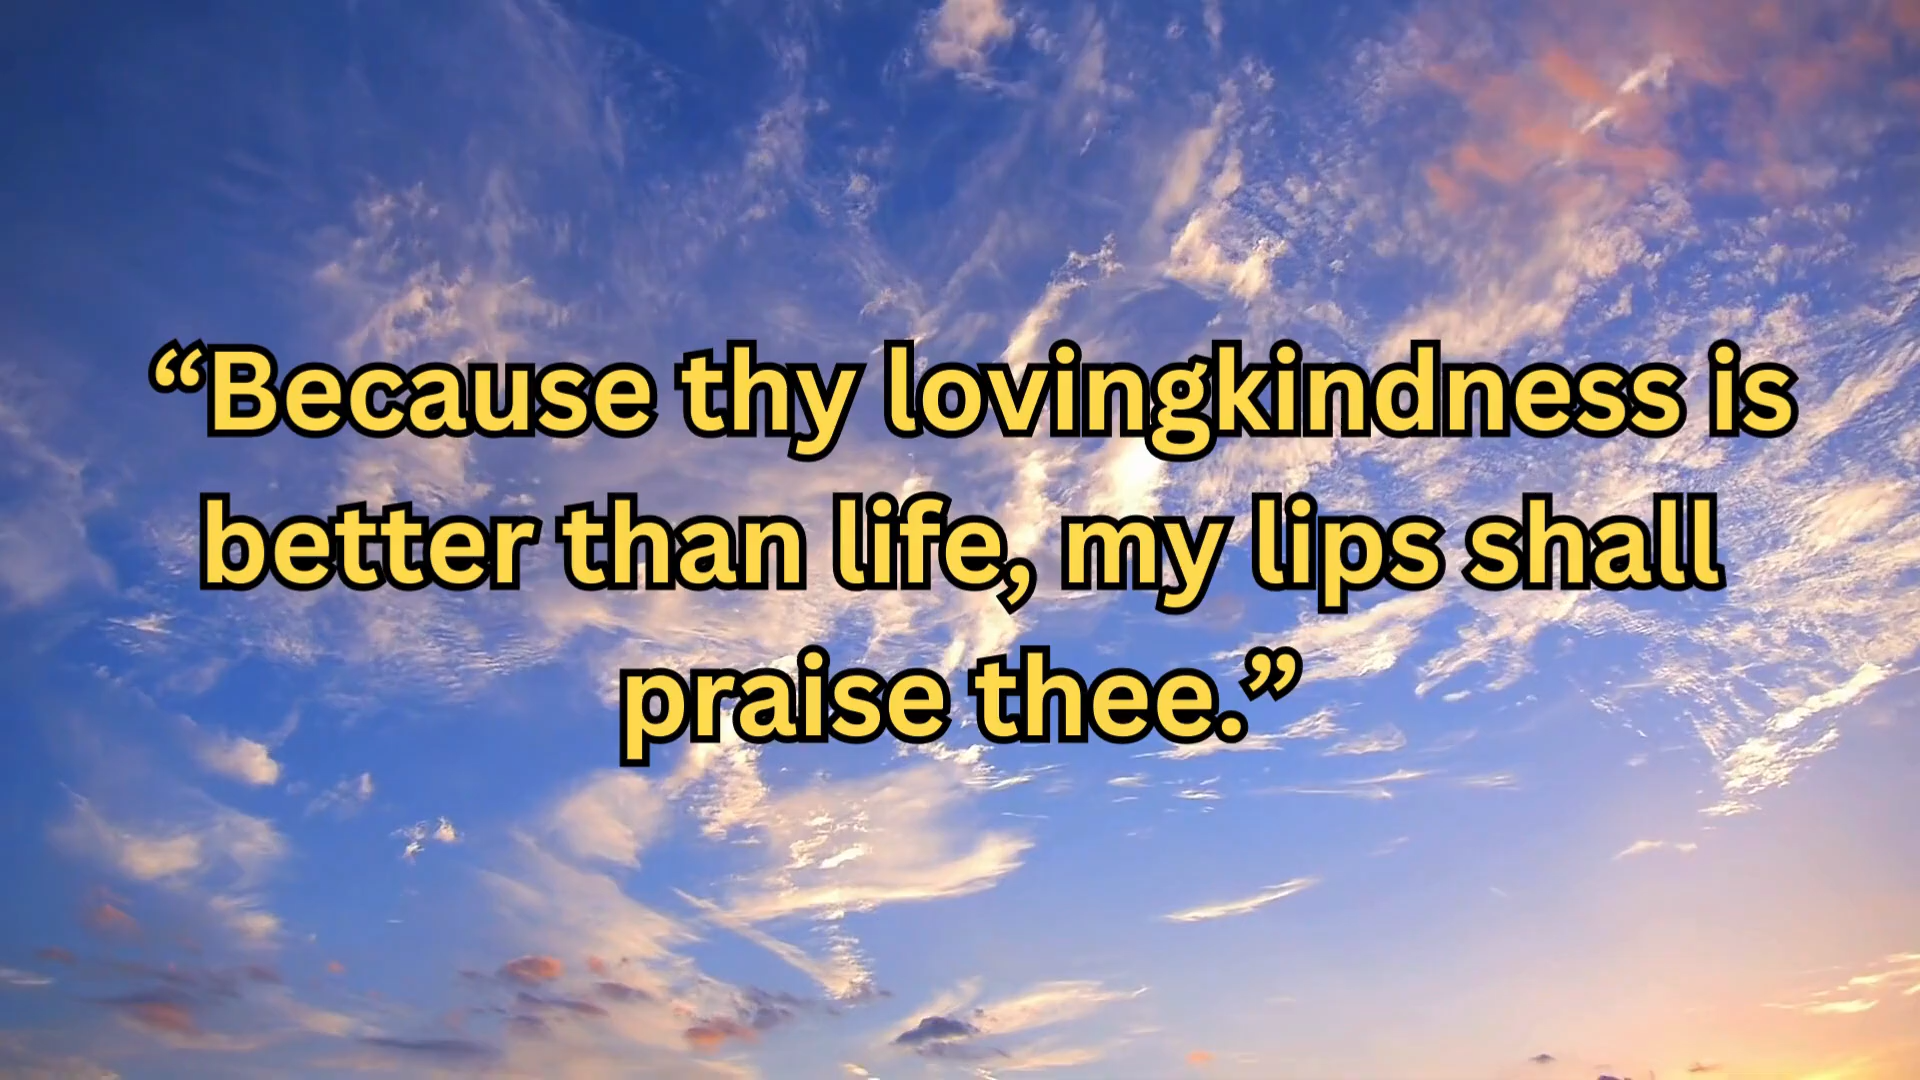 “Because thy lovingkindness is
better than life, my lips shall
praise thee.”